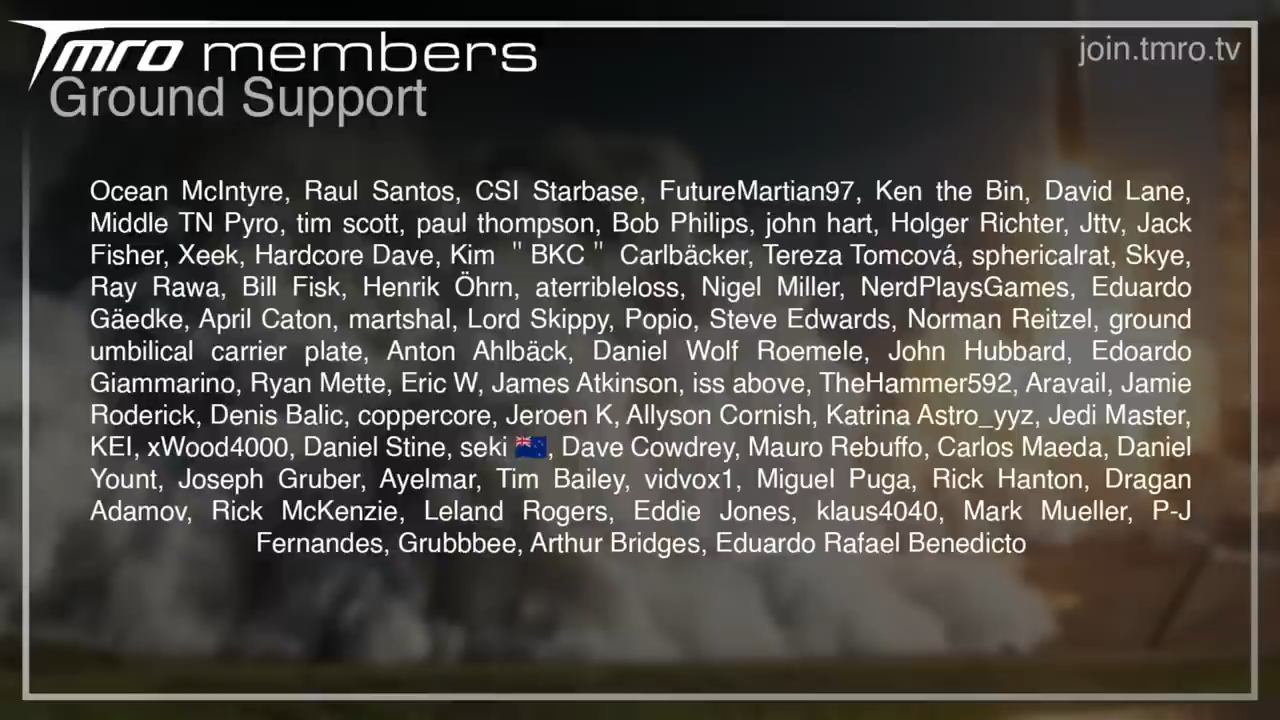 Tmro members
join.tmro.tv
Ground Support
Ocean McIntyre, Raul Santos, CSI Starbase, FutureMartian97, Ken the Bin, David Lane,
Middle TN Pyro, tim scott, paul thompson, Bob Philips, john hart, Holger Richter, Jttv, Jack
Fisher, Xeek, Hardcore Dave, Kim "BKC" Carlbäcker, Tereza Tomcová, sphericalrat, Skye,
Ray Rawa, Bill Fisk, Henrik Öhrn, aterribleloss, Nigel Miller, NerdPlaysGames, Eduardo
Gäedke, April Caton, martshal, Lord Skippy, Popio, Steve Edwards, Norman Reitzel, ground
umbilical carrier plate, Anton Ahlbäck, Daniel Wolf Roemele, John Hubbard, Edoardo
Giammarino, Ryan Mette, Eric W, James Atkinson, iss above, TheHammer592, Aravail, Jamie
Roderick, Denis Balic, coppercore, Jeroen K, Allyson Cornish, Katrina Astro_yyz, Jedi Master,
KEI, xWood4000, Daniel Stine, seki 🇳🇿, Dave Cowdrey, Mauro Rebuffo, Carlos Maeda, Daniel
Yount, Joseph Gruber, Ayelmar, Tim Bailey, vidvox1, Miguel Puga, Rick Hanton, Dragan
Adamov, Rick McKenzie, Leland Rogers, Eddie Jones, klaus4040, Mark Mueller, P-J
Fernandes, Grubbbee, Arthur Bridges, Eduardo Rafael Benedicto